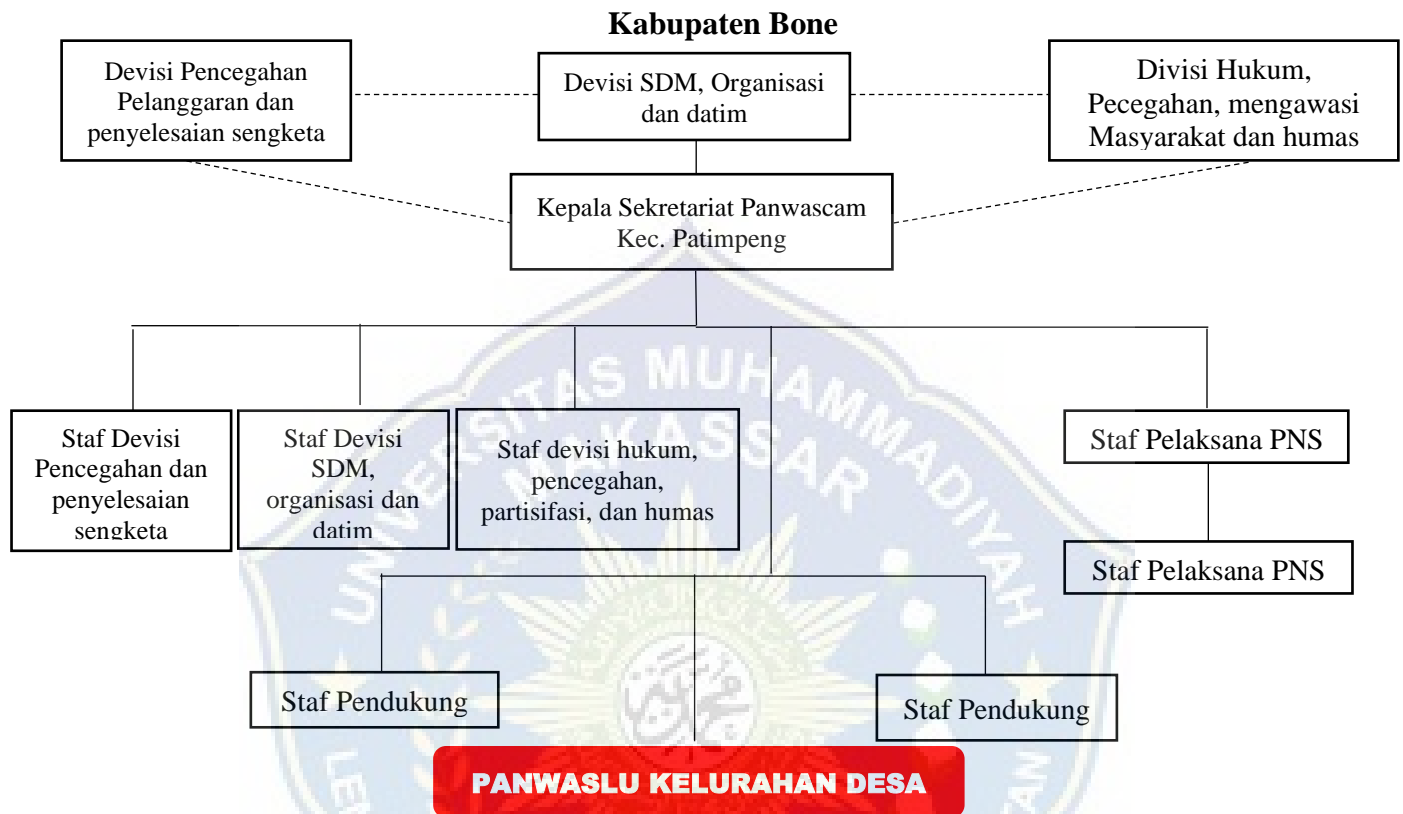 Kabupaten Bone
Devisi Pencegahan
Pelanggaran dan
penyelesaian sengketa
Devisi SDM, Organisasi
dan datim
Divisi Hukum,
Pecegahan, mengawasi
Masyarakat dan humas
Kepala Sekretariat Panwascam
Kec. Patimpeng
Staf Devisi
Pencegahan dan
penyelesaian
sengketa
Staf Devisi
SDM,
organisasi dan
datim
Staf devisi hukum,
pencegahan,
partisifasi, dan humas
Staf Pelaksana PNS
Staf Pelaksana PNS
Staf Pendukung
Staf Pendukung
PANWASLU KELURAHAN DESA
UNIVERSITAS MUHAMMADIYAH
MAKASSAR